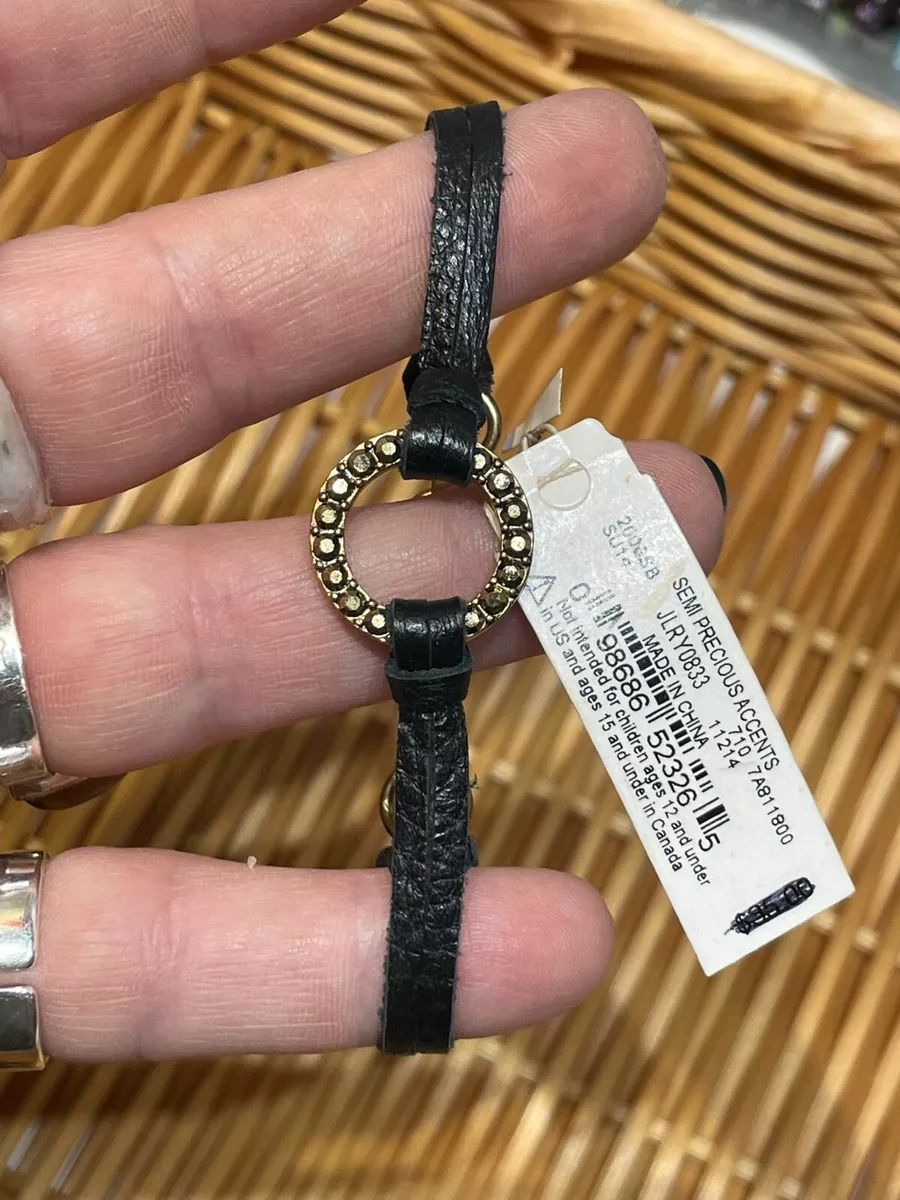 SEMI PRECIOUS ACCENTS
710 7A811800
JLRY0833 11214
MADE IN CHINA
98686 52326 5
Not intended for children ages 12 and under
in US and ages 15 and under in Canada